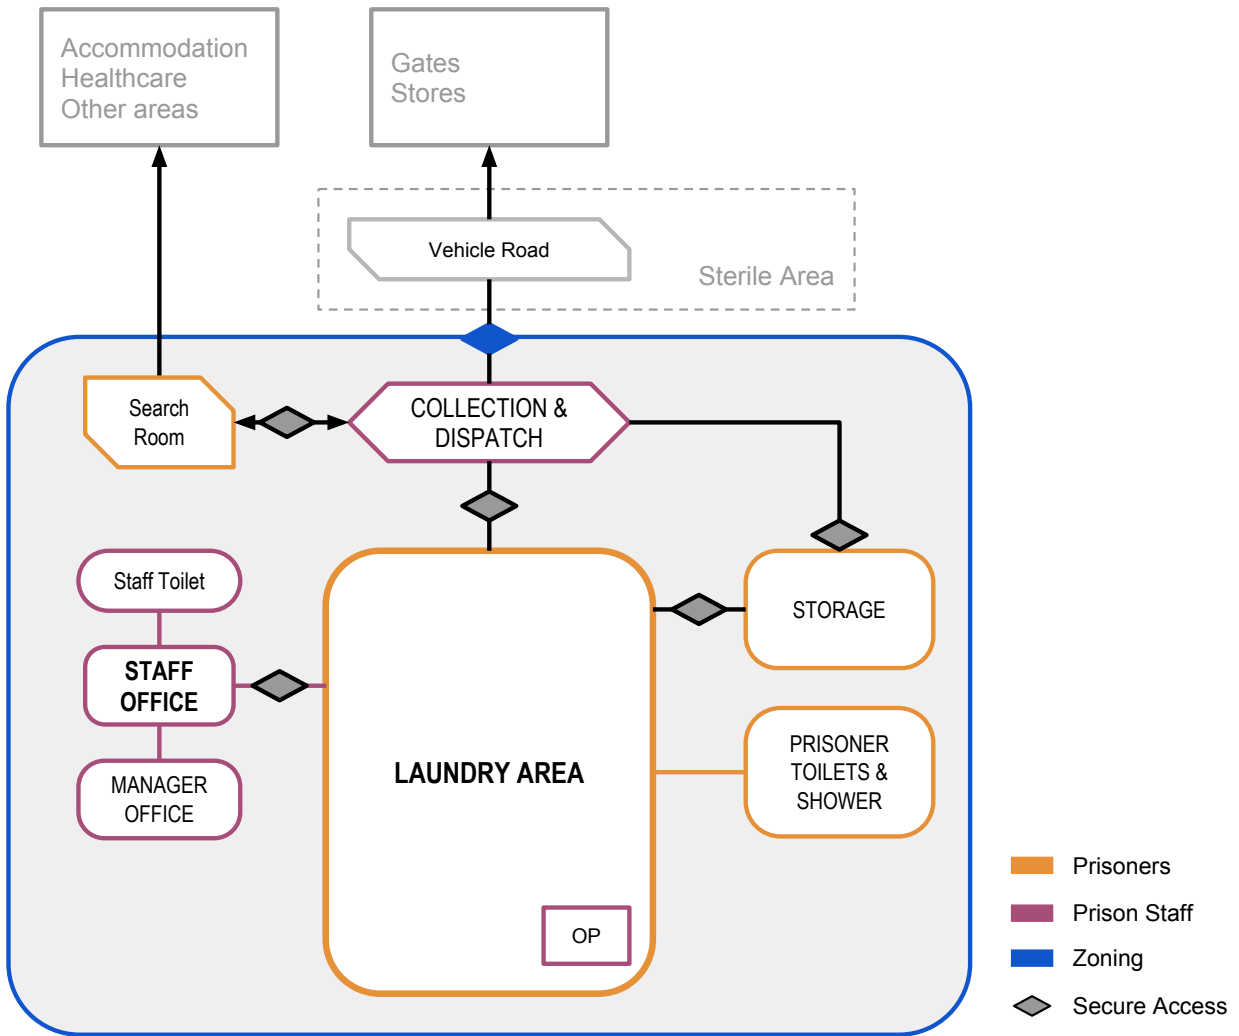 Accommodation
Healthcare
Other areas
Gates
Stores
Vehicle Road
Sterile Area
Search
Room
COLLECTION &
DISPATCH
Staff Toilet
STAFF
OFFICE
MANAGER
OFFICE
LAUNDRY AREA
OP
STORAGE
PRISONER
TOILETS &
SHOWER
Prisoners
Prison Staff
Zoning
Secure Access